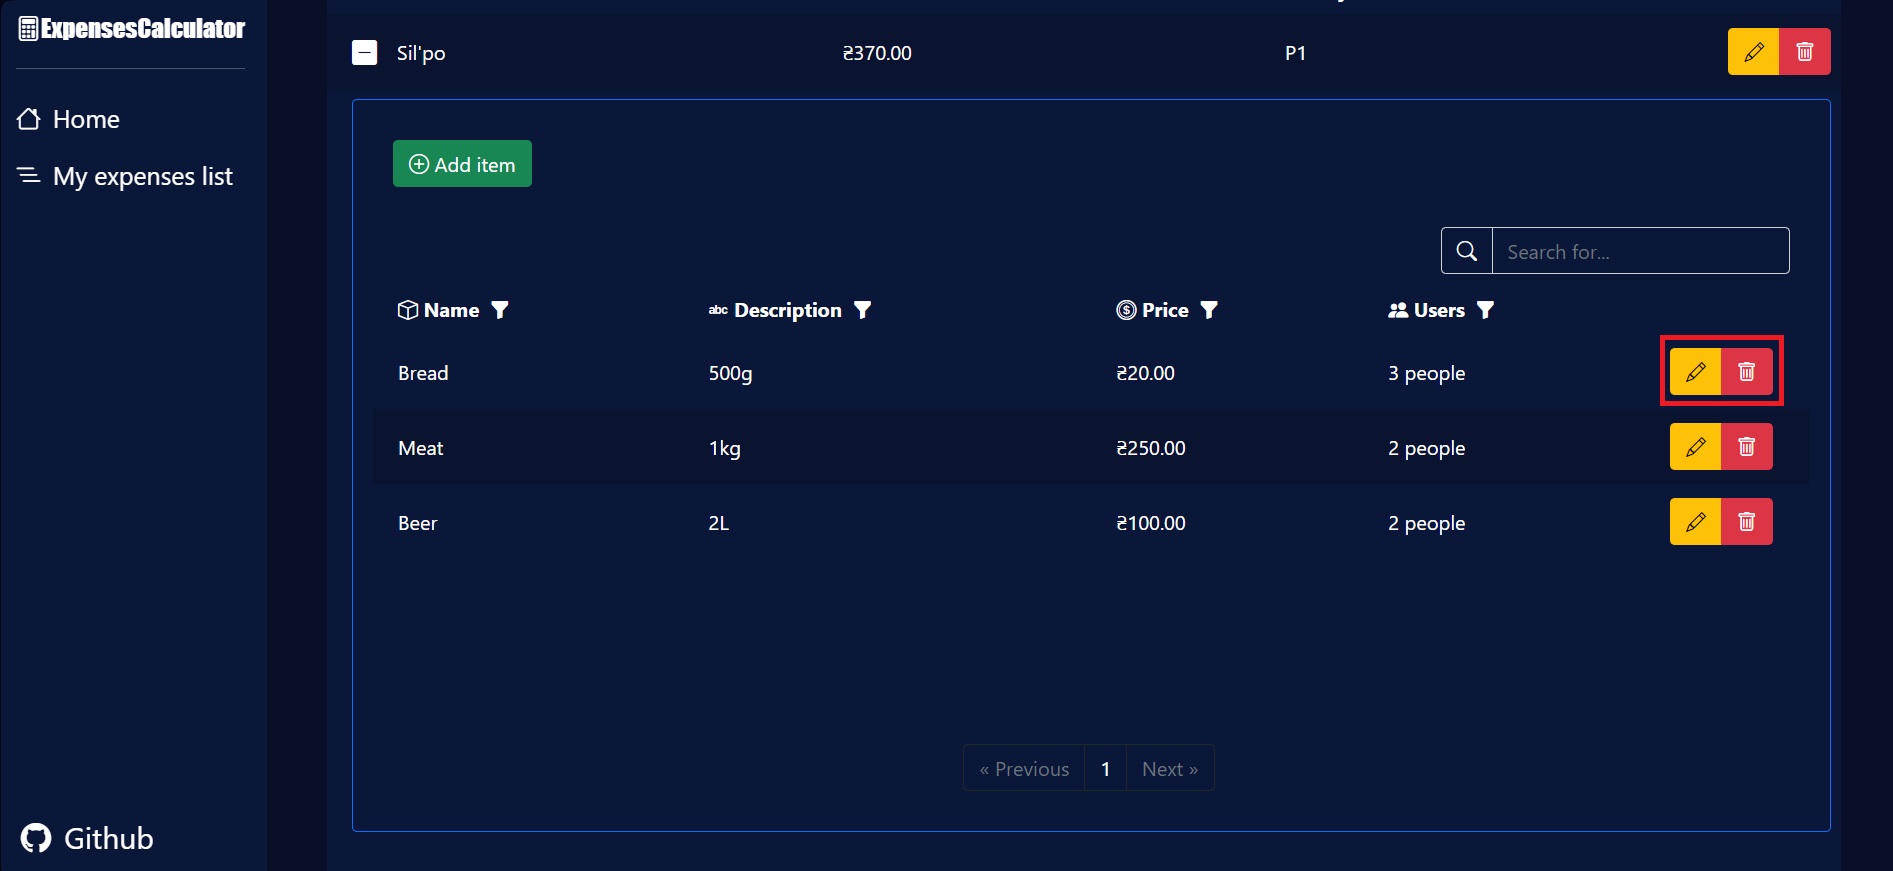 ExpensesCalculator
Home
My expenses list
Github
Sil'po ₴370.00 P1
Add item
Search for...
Name abc Description Price Users
Bread 500g ₴20.00 3 people
Meat 1kg ₴250.00 2 people
Beer 2L ₴100.00 2 people
« Previous 1 Next »